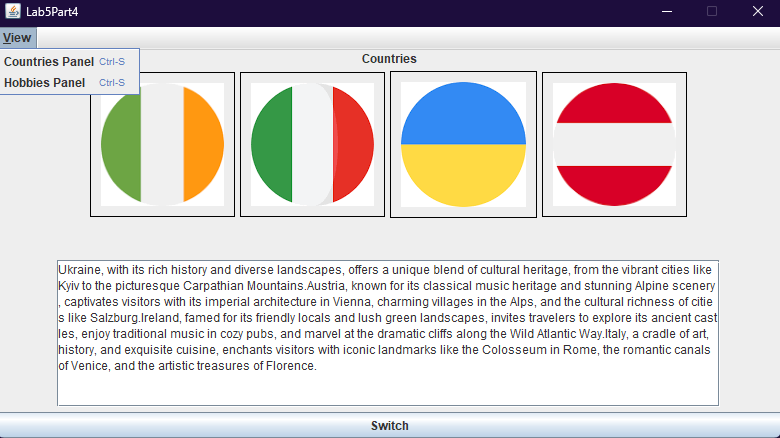 Lab5Part4
View
Countries Panel Ctrl-S
Hobbies Panel Ctrl-S
Countries
Ukraine, with its rich history and diverse landscapes, offers a unique blend of cultural heritage, from the vibrant cities like
Kyiv to the picturesque Carpathian Mountains.Austria, known for its classical music heritage and stunning Alpine scenery
, captivates visitors with its imperial architecture in Vienna, charming villages in the Alps, and the cultural richness of citie
s like Salzburg.Ireland, famed for its friendly locals and lush green landscapes, invites travelers to explore its ancient cast
les, enjoy traditional music in cozy pubs, and marvel at the dramatic cliffs along the Wild Atlantic Way.Italy, a cradle of art,
history, and exquisite cuisine, enchants visitors with iconic landmarks like the Colosseum in Rome, the romantic canals
of Venice, and the artistic treasures of Florence.
Switch